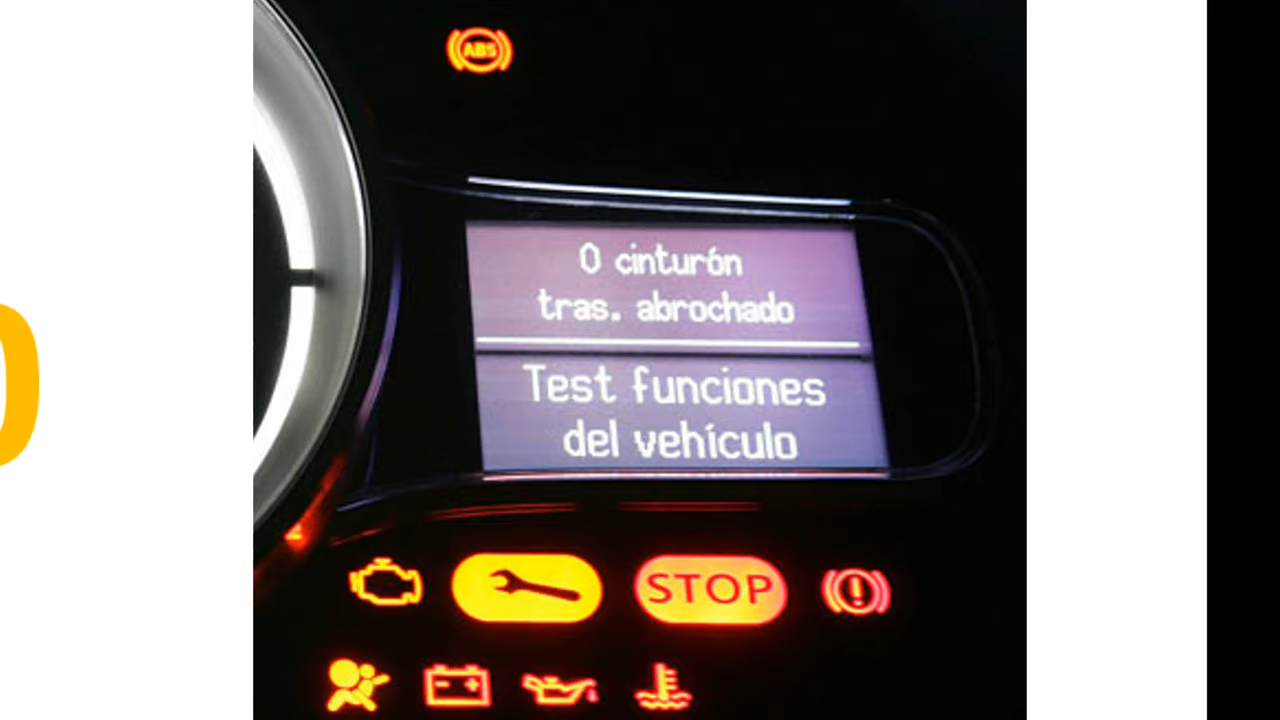 ABS
0 cinturón
tras. abrochado
Test funciones
del vehículo
STOP